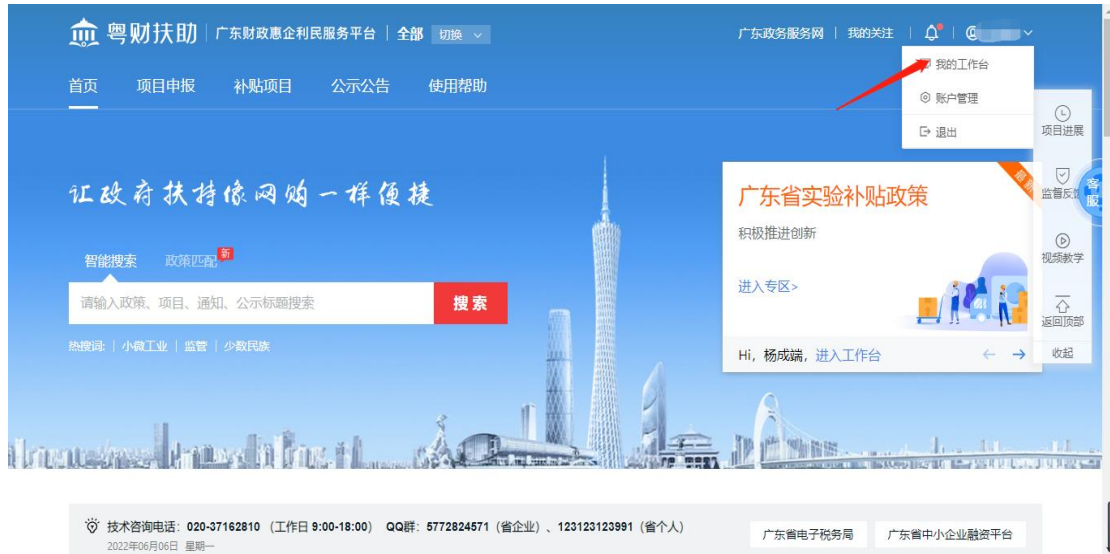 粤财扶助 | 广东财政惠企利民服务平台 | 全部 切换
广东政务服务网 | 我的关注
首页 项目申报 补贴项目 公示公告 使用帮助
我的工作台
账户管理
退出
项目进展
监管反馈
视频教学
返回顶部
收起
客服
让政府扶持像网购一样便捷
智能搜索 政策匹配 新
请输入政策、项目、通知、公示标题搜索
搜索
热搜词: | 小微工业 | 监管 | 少数民族
最新
广东省实验补贴政策
积极推进创新
进入专区>
Hi, 杨成端, 进入工作台
技术咨询电话: 020-37162810 (工作日 9:00-18:00) QQ群: 5772824571 (省企业) 、123123123991 (省个人)
2022年06月06日 星期一
广东省电子税务局
广东省中小企业融资平台